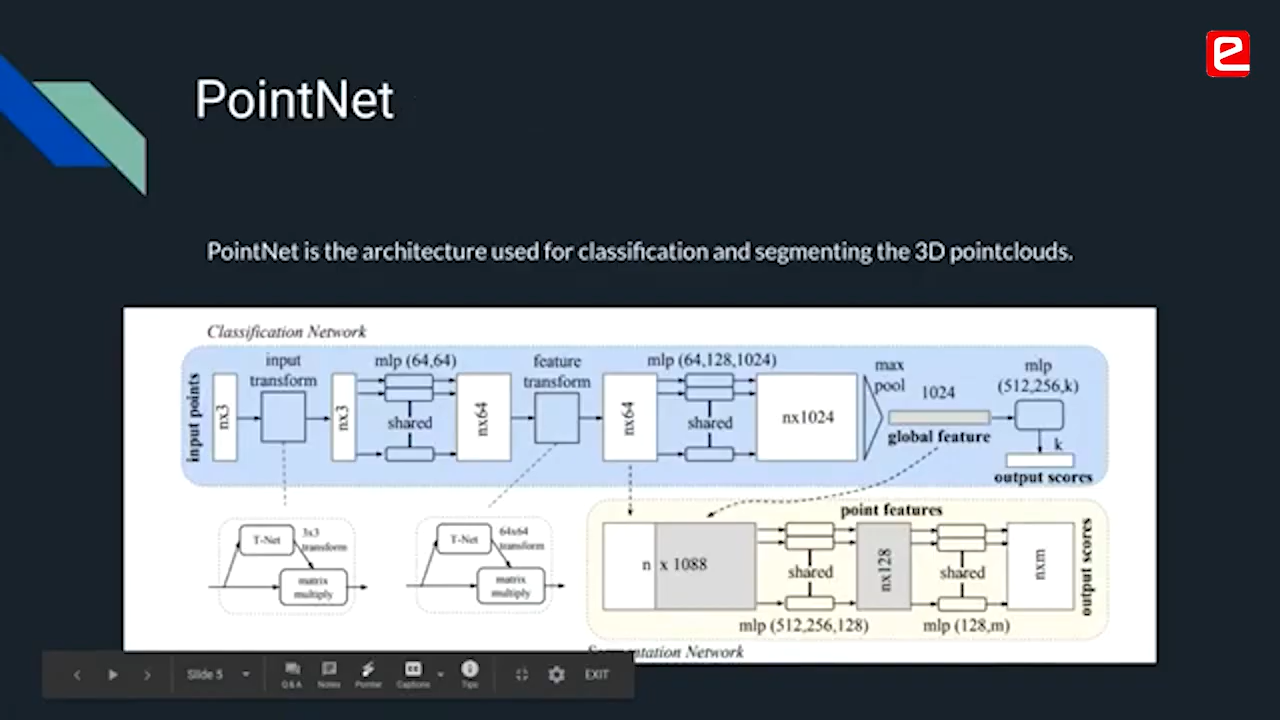 e
PointNet
PointNet is the architecture used for classification and segmenting the 3D pointclouds.
Classification Network
input points
nx3
input
transform
nx3
mlp (64,64)
shared
nx64
feature
transform
nx64
mlp (64,128,1024)
shared
nx1024
max
pool
1024
global feature
mlp
(512,256,k)
k
output scores
T-Net
3x3
transform
matrix
multiply
T-Net
64x64
transform
matrix
multiply
point features
n x 1088
shared
mlp (512,256,128)
nx128
shared
mlp (128,m)
nxm
output scores
Network
Slide 5
Q & A
Notes
Pointer
Captions
Tips
EXIT